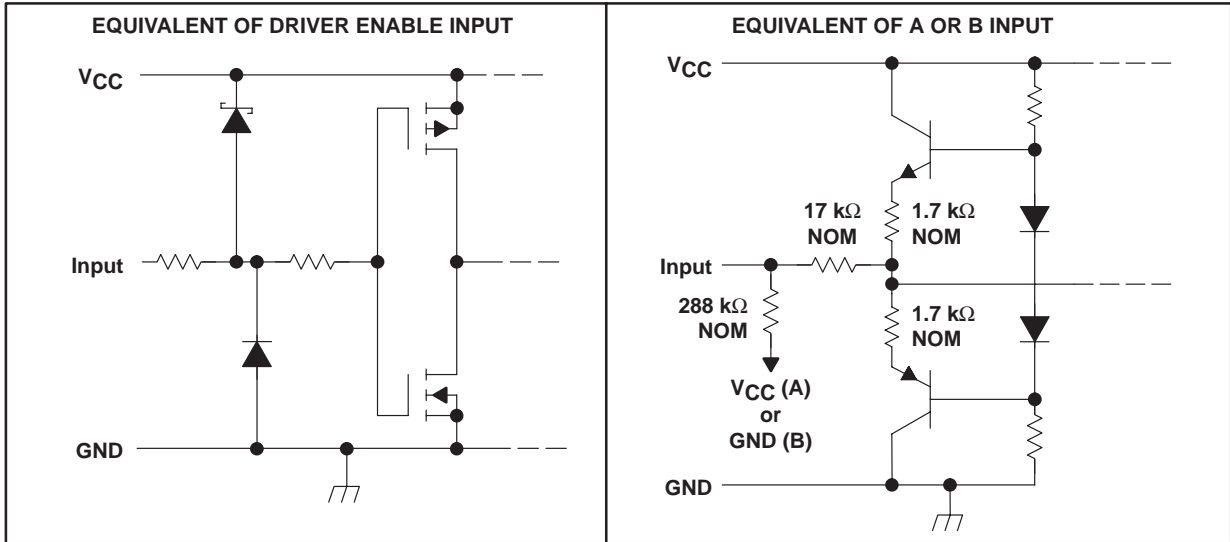 EQUIVALENT OF DRIVER ENABLE INPUT
VCC
Input
GND
EQUIVALENT OF A OR B INPUT
VCC
17 kΩ
NOM
1.7 kΩ
NOM
Input
288 kΩ
NOM
1.7 kΩ
NOM
VCC (A)
or
GND (B)
GND